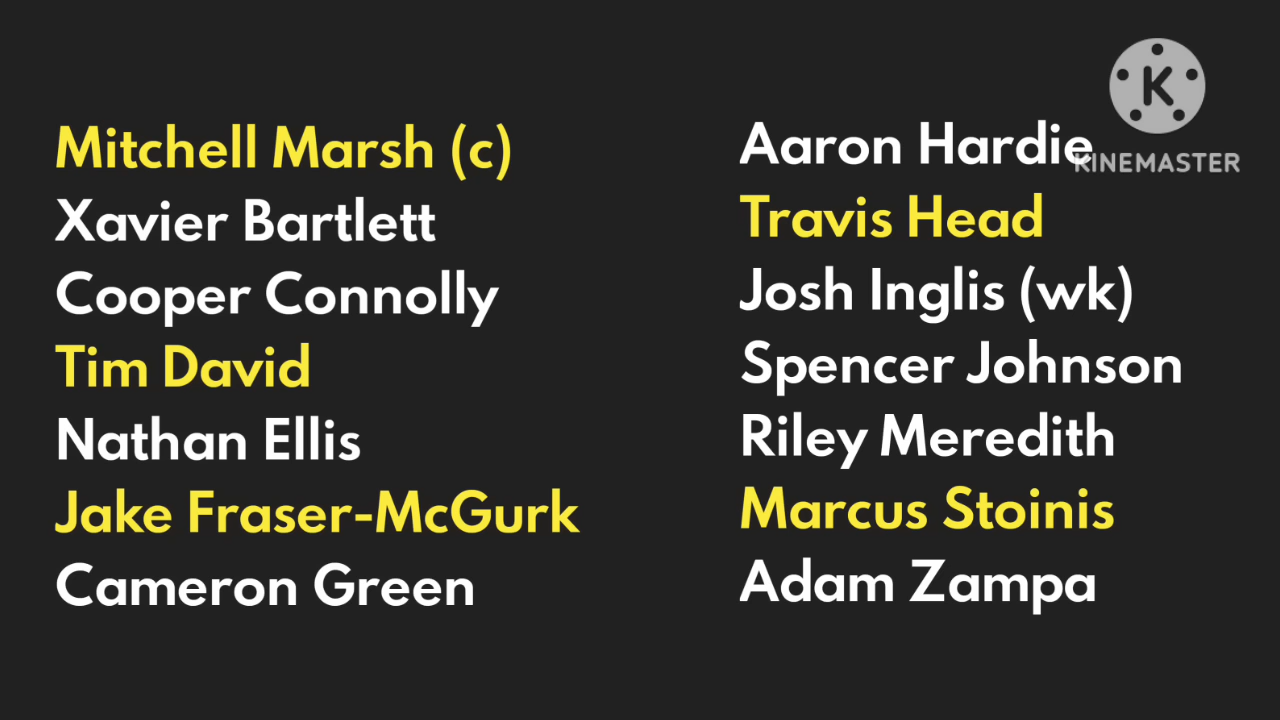 Mitchell Marsh (c)
Xavier Bartlett
Cooper Connolly
Tim David
Nathan Ellis
Jake Fraser-McGurk
Cameron Green
Aaron Hardie
Travis Head
Josh Inglis (wk)
Spencer Johnson
Riley Meredith
Marcus Stoinis
Adam Zampa
K
KINEMASTER